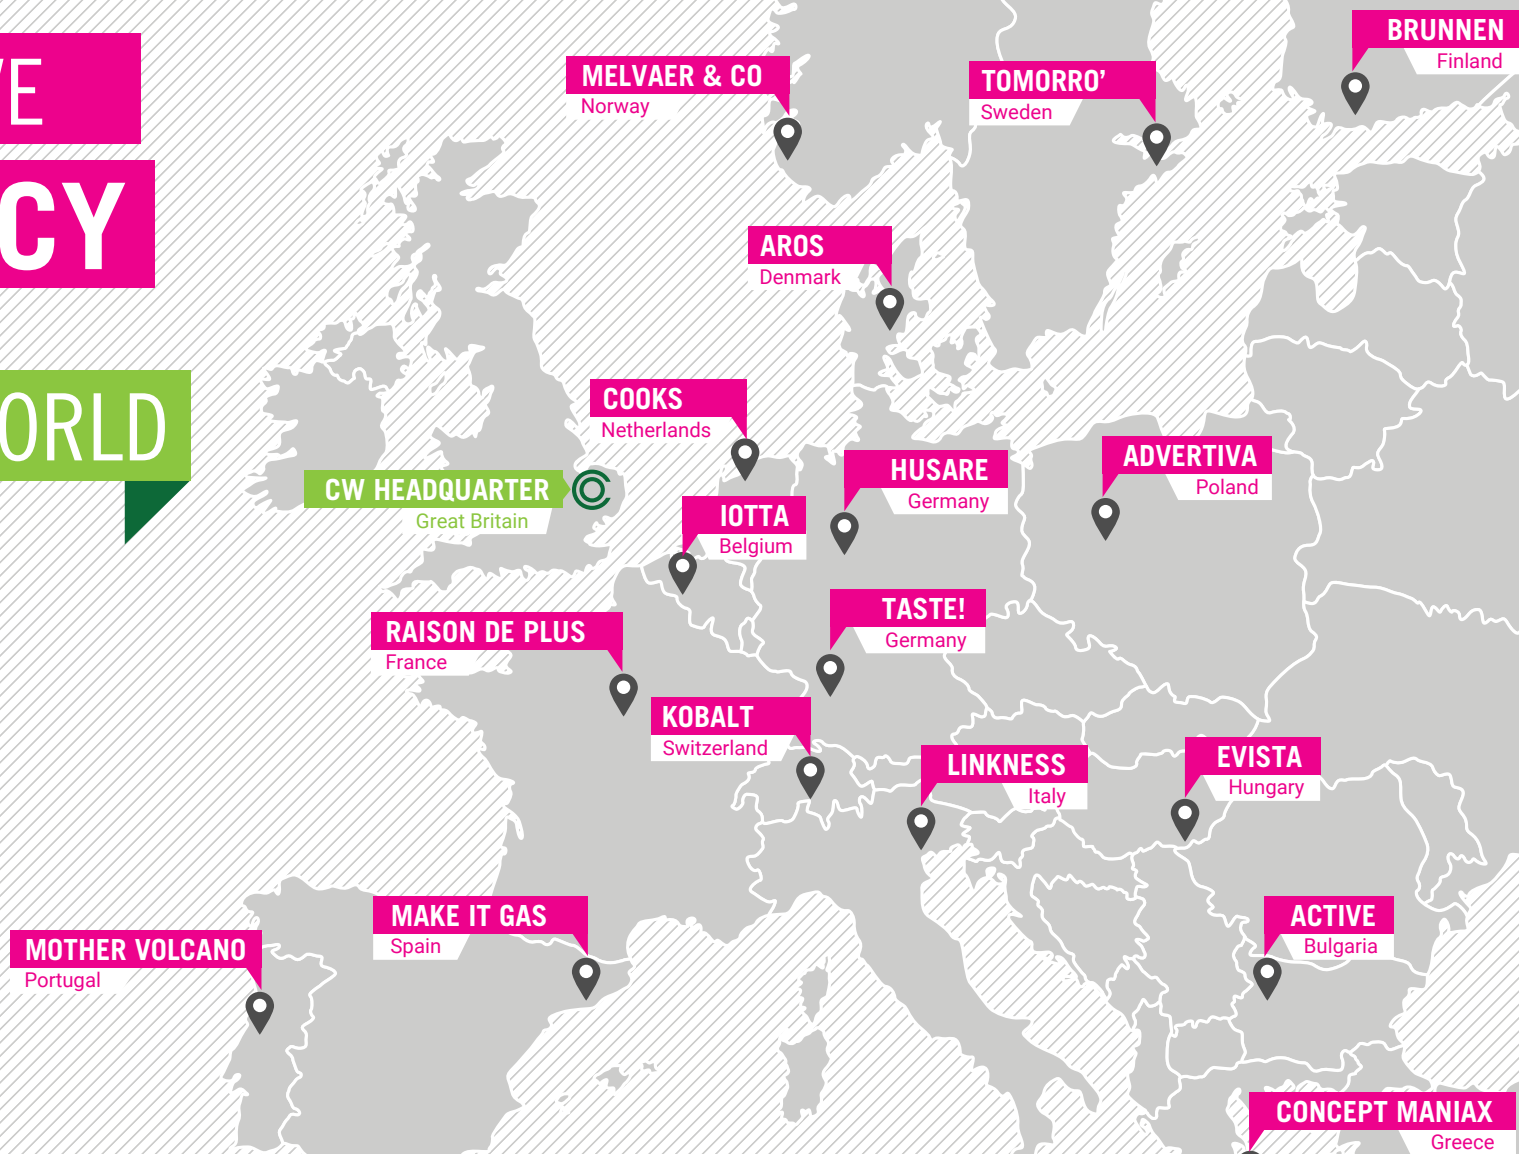 CY
ORLD
MELVAER & CO
Norway
TOMORRO'
Sweden
BRUNNEN
Finland
AROS
Denmark
COOKS
Netherlands
CW HEADQUARTER
Great Britain
IOTTA
Belgium
HUSARE
Germany
ADVERTIVA
Poland
TASTE!
Germany
RAISON DE PLUS
France
KOBALT
Switzerland
LINKNESS
Italy
EVISTA
Hungary
MAKE IT GAS
Spain
MOTHER VOLCANO
Portugal
ACTIVE
Bulgaria
CONCEPT MANIAX
Greece